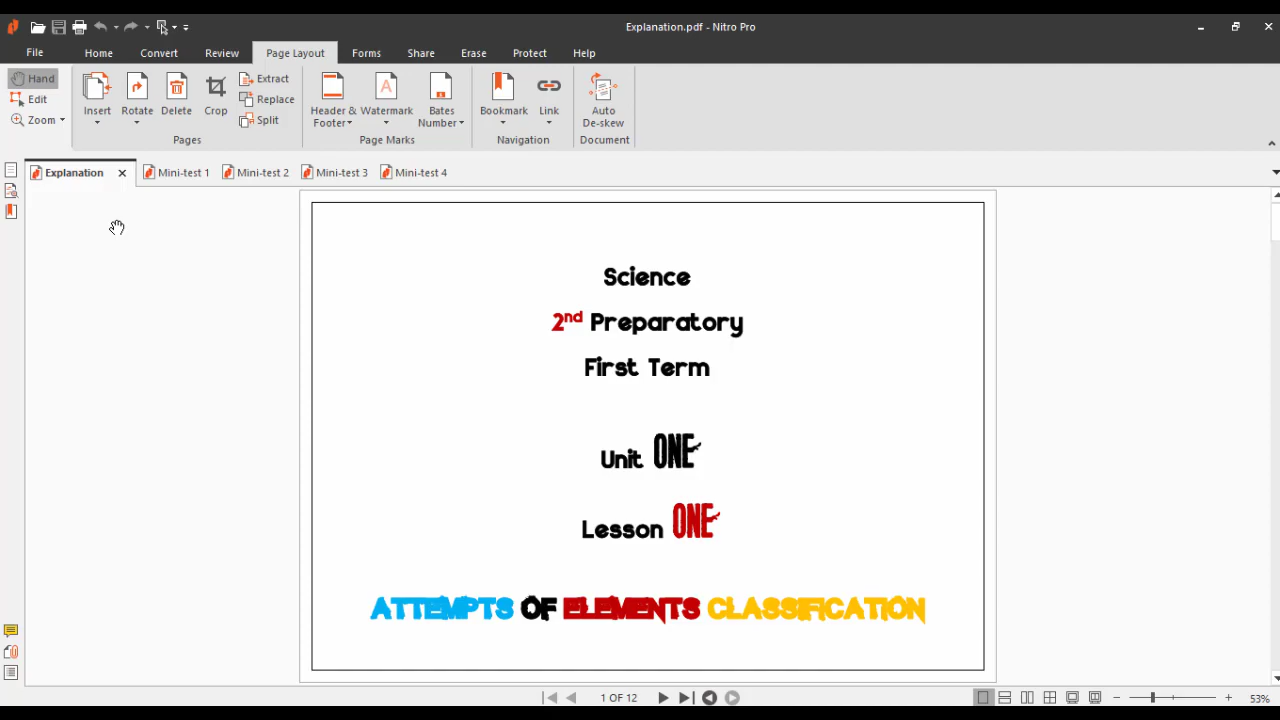 Explanation.pdf - Nitro Pro
File Home Convert Review Page Layout Forms Share Erase Protect Help
Hand
Edit
Zoom
Insert Rotate Delete Crop
Extract
Replace
Split
Header & Footer Watermark Bates Number
Bookmark Link
Auto De-skew
Pages Page Marks Navigation Document
Explanation Mini-test 1 Mini-test 2 Mini-test 3 Mini-test 4
Science
2nd Preparatory
First Term
Unit ONE
Lesson ONE
ATTEMPTS OF ELEMENTS CLASSIFICATION
1 OF 12
53%